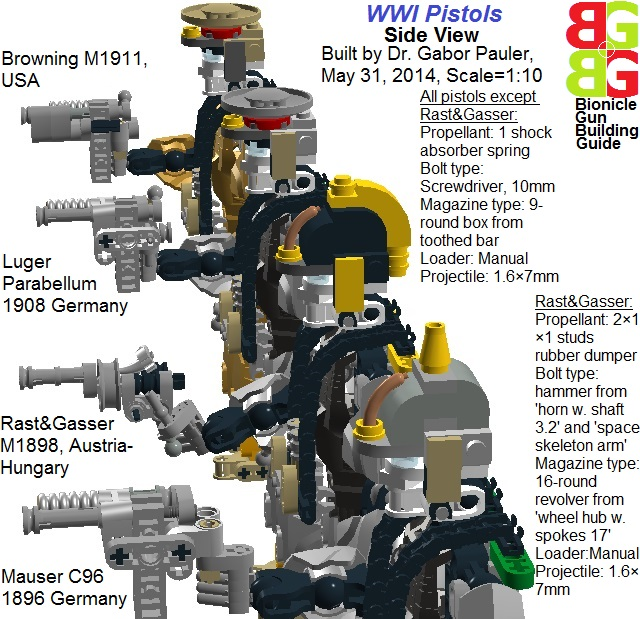 WWI Pistols
Side View
Built by Dr. Gabor Pauler,
May 31, 2014, Scale=1:10
BG
BG
Bionicle
Gun
Building
Guide
All pistols except
Rast&Gasser:
Propellant: 1 shock
absorber spring
Bolt type:
Screwdriver, 10mm
Magazine type: 9-
round box from
toothed bar
Loader: Manual
Projectile: 1.6×7mm
Rast&Gasser:
Propellant: 2×1
×1 studs
rubber dumper
Bolt type:
hammer from
'horn w. shaft
3.2' and 'space
skeleton arm'
Magazine type:
16-round
revolver from
'wheel hub w.
spokes 17'
Loader:Manual
Projectile: 1.6×
7mm
Browning M1911,
USA
Luger
Parabellum
1908 Germany
Rast&Gasser
M1898, Austria-
Hungary
Mauser C96
1896 Germany